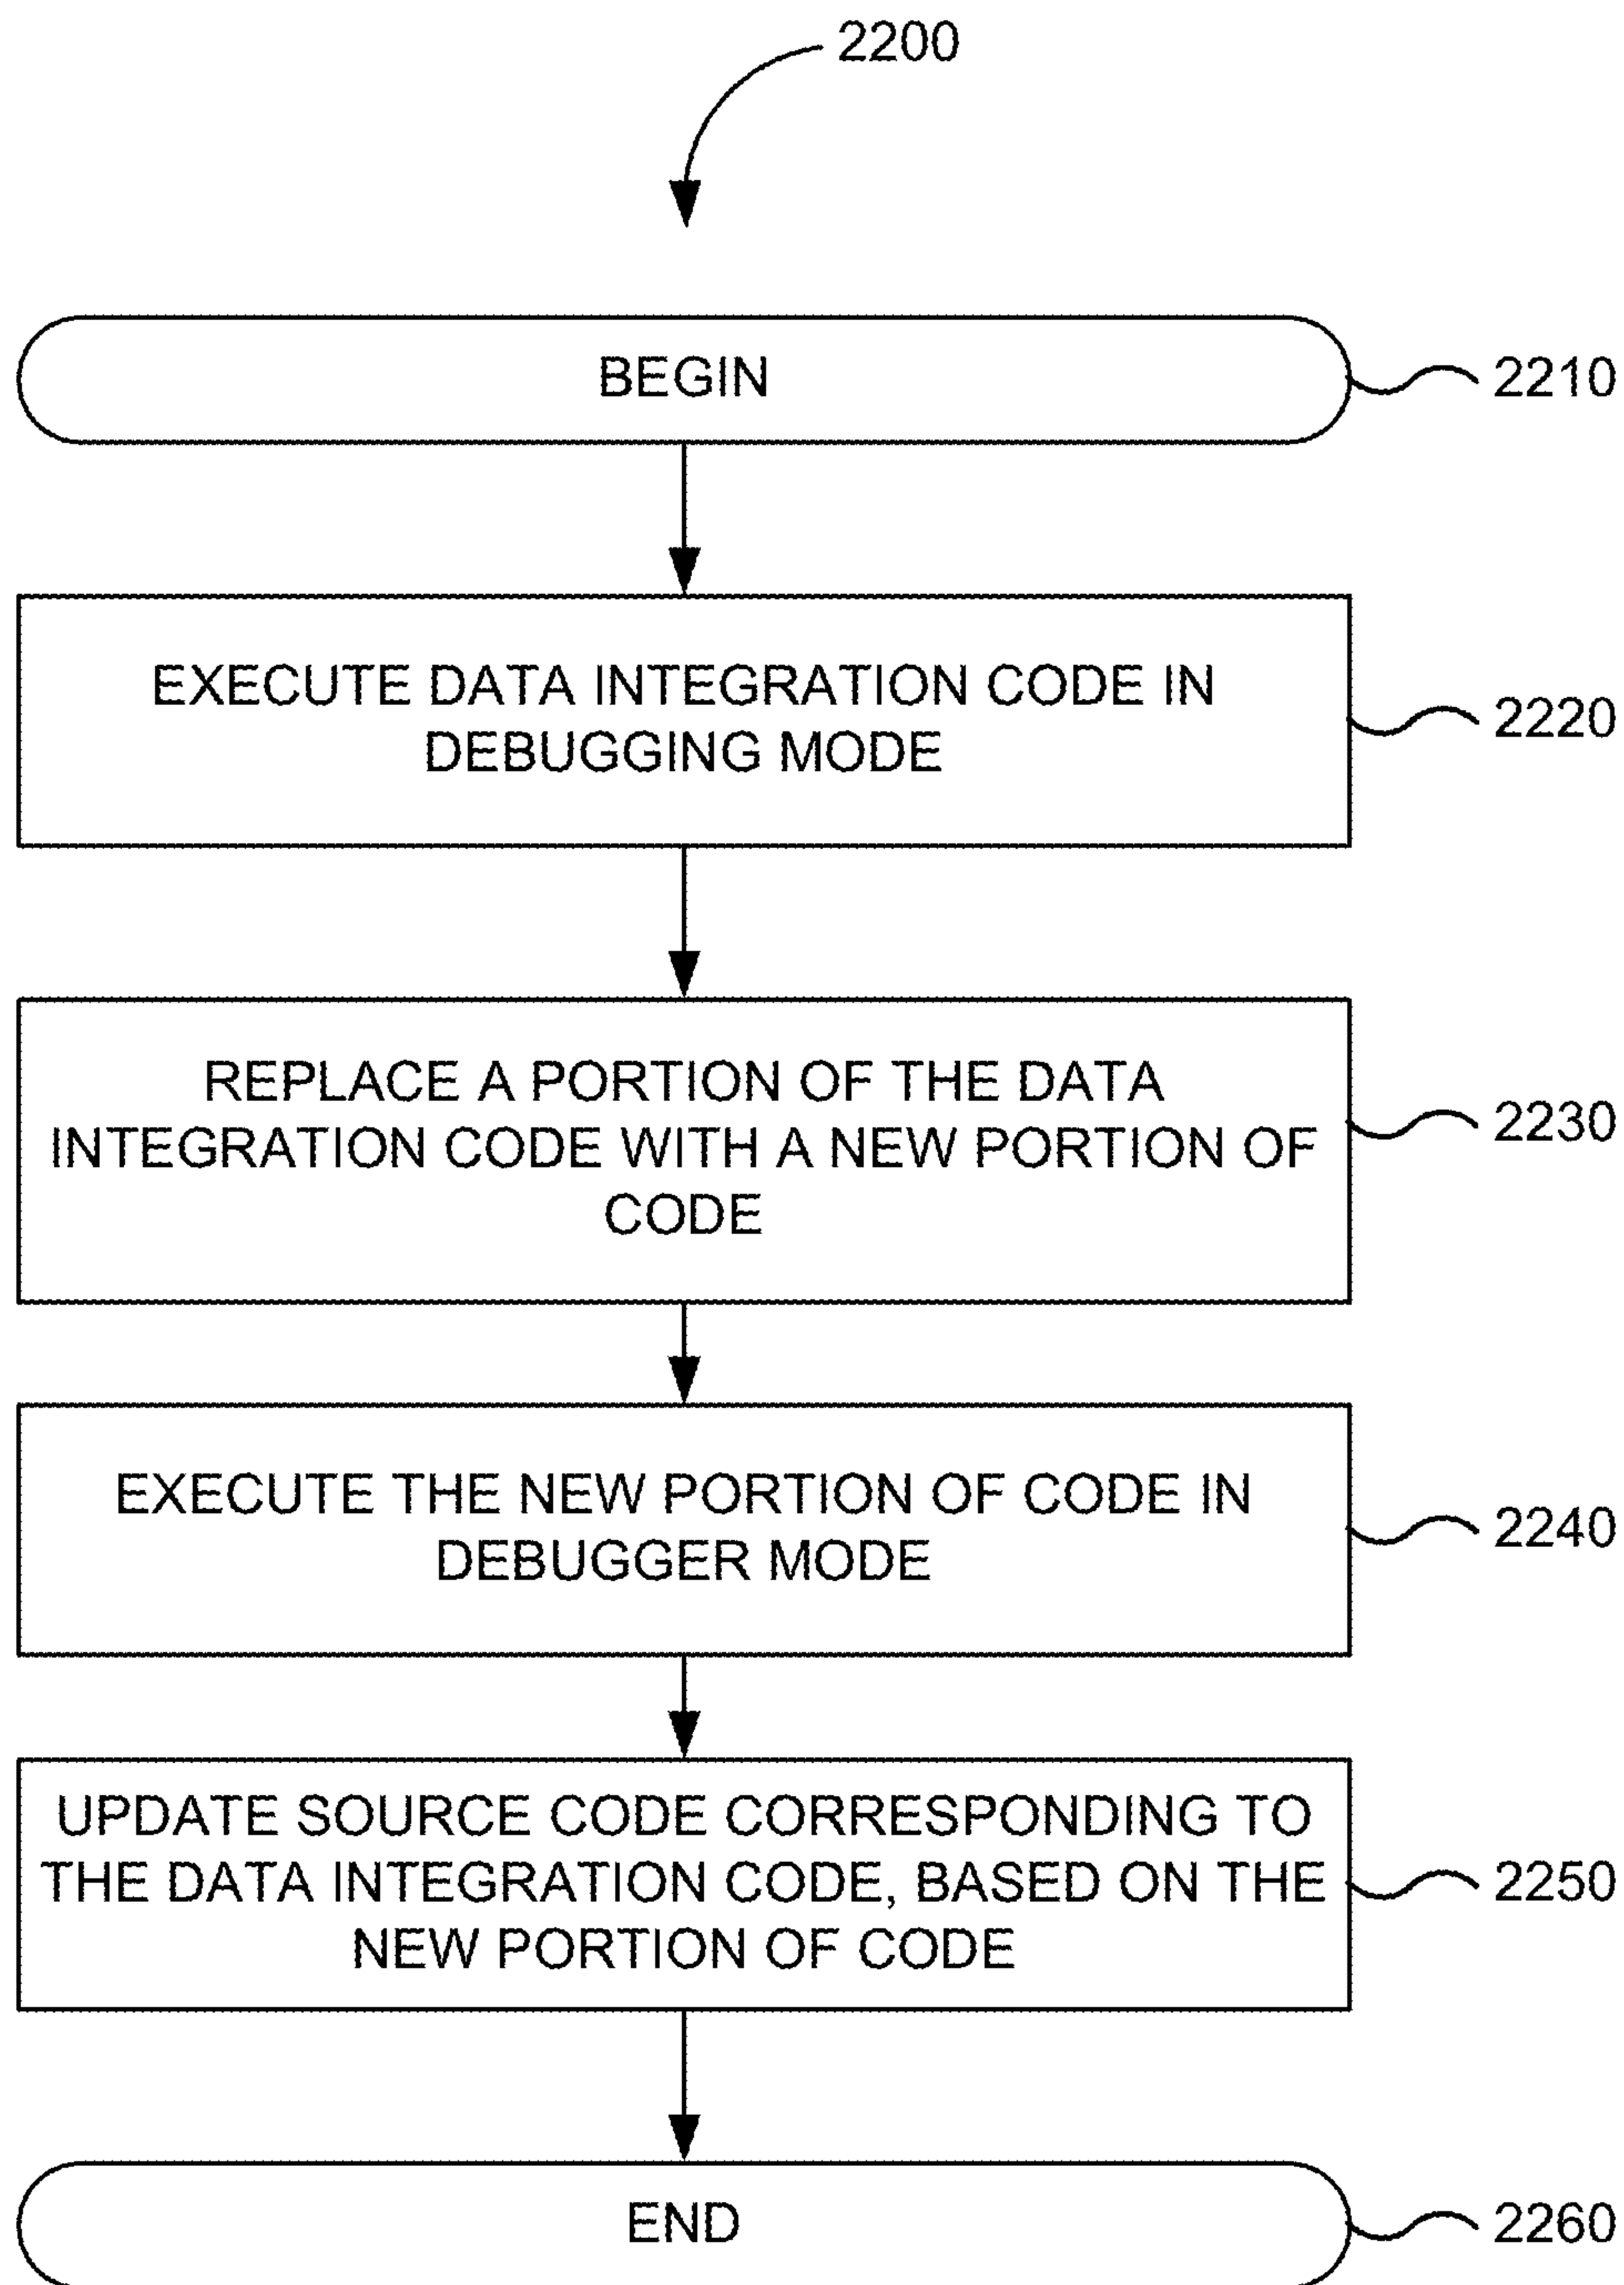 2200
BEGIN
2210
EXECUTE DATA INTEGRATION CODE IN
DEBUGGING MODE
2220
REPLACE A PORTION OF THE DATA
INTEGRATION CODE WITH A NEW PORTION OF
CODE
2230
EXECUTE THE NEW PORTION OF CODE IN
DEBUGGER MODE
2240
UPDATE SOURCE CODE CORRESPONDING TO
THE DATA INTEGRATION CODE, BASED ON THE
NEW PORTION OF CODE
2250
END
2260